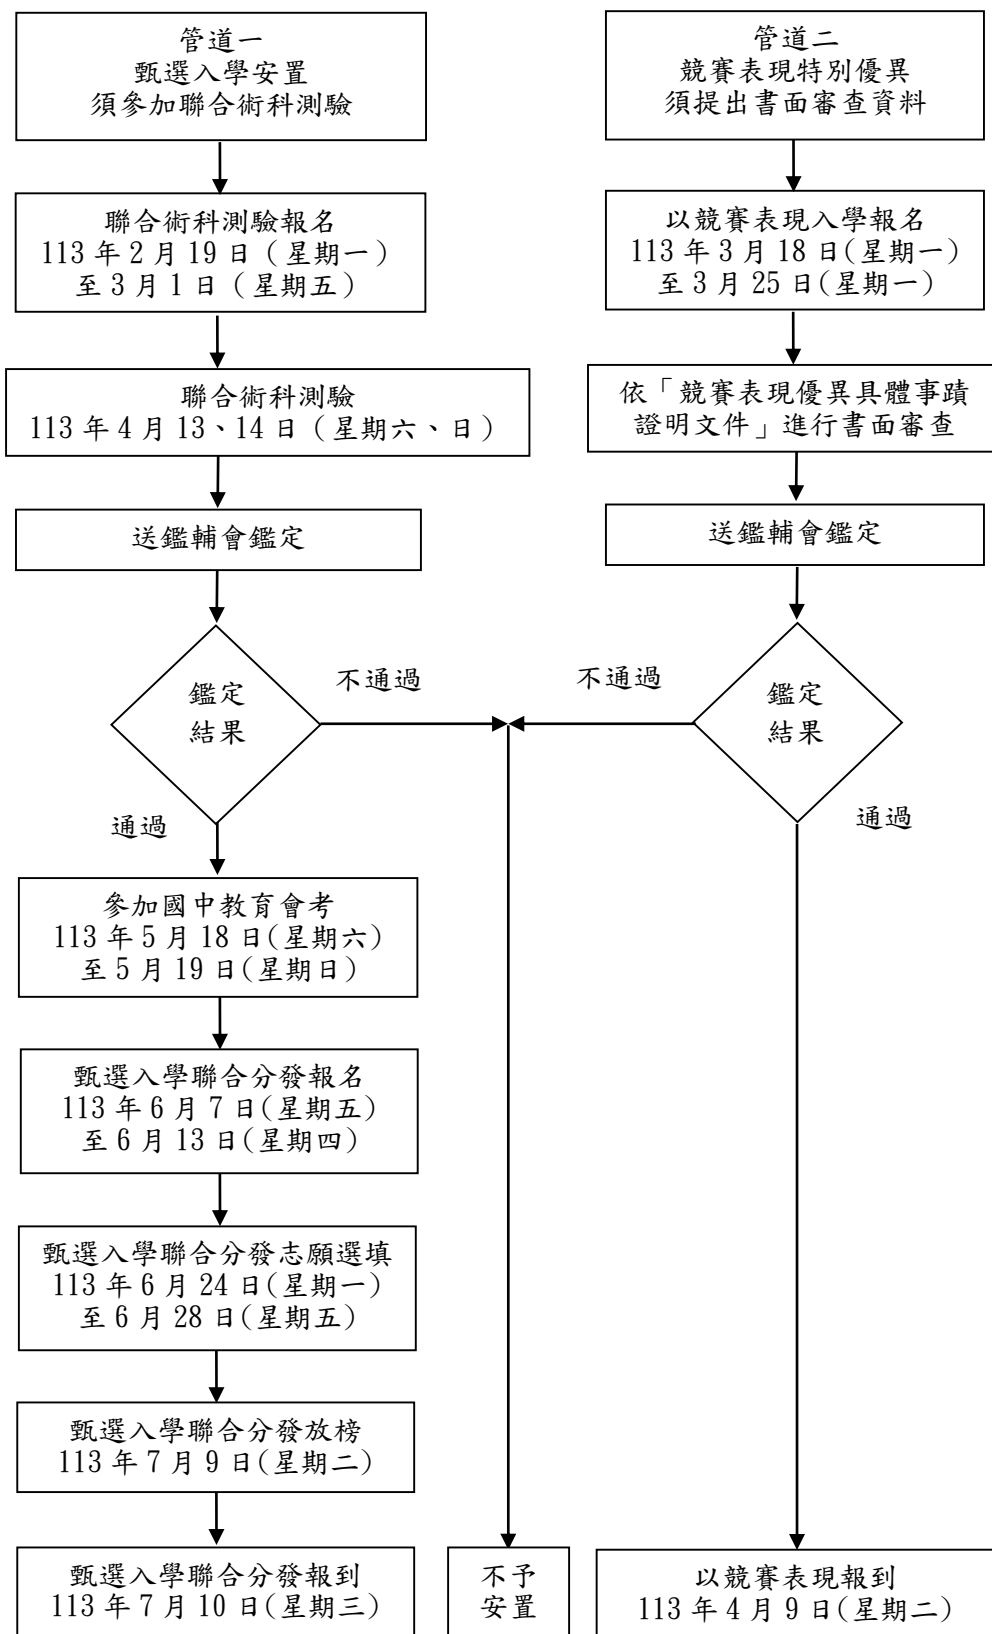 管道一
甄選入學安置
須參加聯合術科測驗
聯合術科測驗報名
113 年 2 月 19 日（星期一）
至 3 月 1 日（星期五）
聯合術科測驗
113 年 4 月 13、14 日（星期六、日）
送鑑輔會鑑定
鑑定
結果
不通過
通過
參加國中教育會考
113 年 5 月 18 日(星期六)
至 5 月 19 日(星期日)
甄選入學聯合分發報名
113 年 6 月 7 日(星期五)
至 6 月 13 日(星期四)
甄選入學聯合分發志願選填
113 年 6 月 24 日(星期一)
至 6 月 28 日(星期五)
甄選入學聯合分發放榜
113 年 7 月 9 日(星期二)
甄選入學聯合分發報到
113 年 7 月 10 日(星期三)
管道二
競賽表現特別優異
須提出書面審查資料
以競賽表現入學報名
113 年 3 月 18 日(星期一)
至 3 月 25 日(星期一)
依「競賽表現優異具體事蹟
證明文件」進行書面審查
送鑑輔會鑑定
鑑定
結果
不通過
通過
不予
安置
以競賽表現報到
113 年 4 月 9 日(星期二)